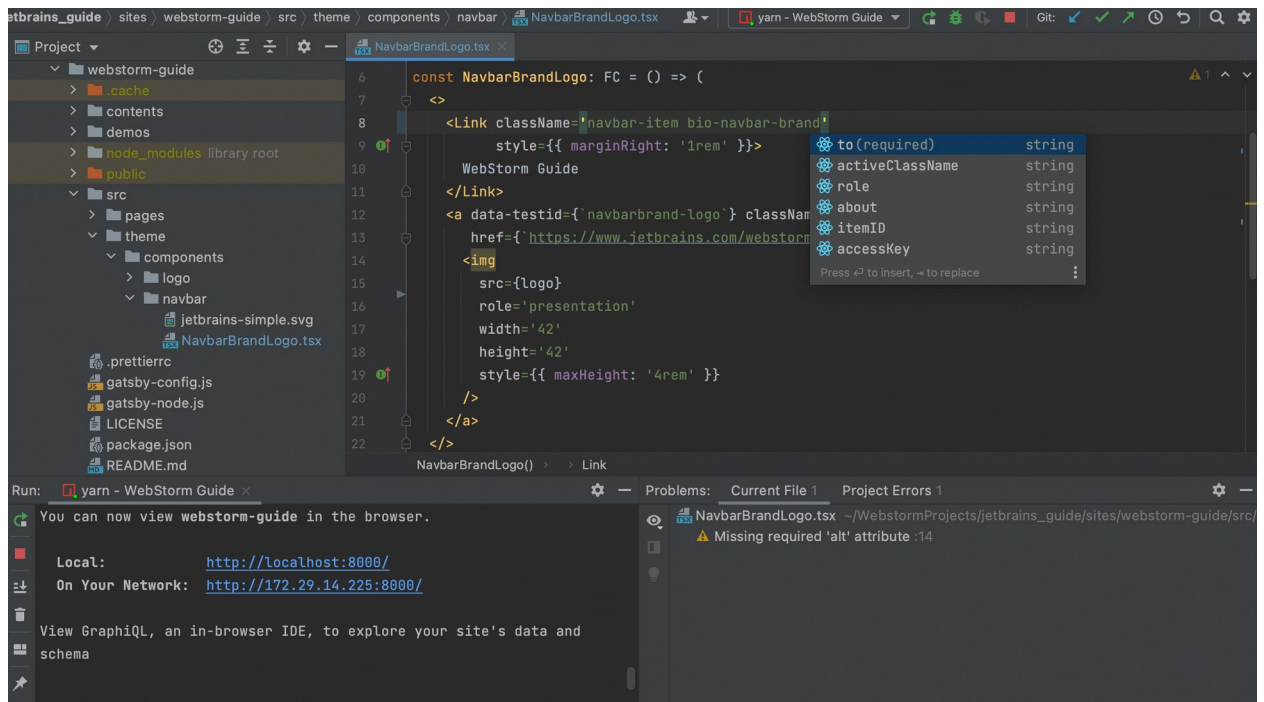 etbrains_guide › sites › webstorm-guide › src › theme › components › navbar › NavbarBrandLogo.tsx yarn - WebStorm Guide Git:
Project
webstorm-guide
.cache
contents
demos
node_modules library root
public
src
pages
theme
components
logo
navbar
jetbrains-simple.svg
NavbarBrandLogo.tsx
.prettierrc
gatsby-config.js
gatsby-node.js
LICENSE
package.json
README.md
NavbarBrandLogo.tsx
6 const NavbarBrandLogo: FC = () => (
7 <>
8 <Link className='navbar-item bio-navbar-brand'
9 style={{ marginRight: '1rem' }}>
10 WebStorm Guide
11 </Link>
12 <a data-testid={`navbarbrand-logo`} classNam
13 href={`https://www.jetbrains.com/webstorm
14 <img
15 src={logo}
16 role='presentation'
17 width='42'
18 height='42'
19 style={{ maxHeight: '4rem' }}
20 />
21 </a>
22 </>
1
to(required) string
activeClassName string
role string
about string
itemID string
accessKey string
Press ↵ to insert, ⇥ to replace
NavbarBrandLogo() › › Link
Run: yarn - WebStorm Guide
You can now view webstorm-guide in the browser.
Local: http://localhost:8000/
On Your Network: http://172.29.14.225:8000/
View GraphiQL, an in-browser IDE, to explore your site's data and
schema
Problems: Current File 1 Project Errors 1
NavbarBrandLogo.tsx ~/WebstormProjects/jetbrains_guide/sites/webstorm-guide/src/
Missing required 'alt' attribute :14